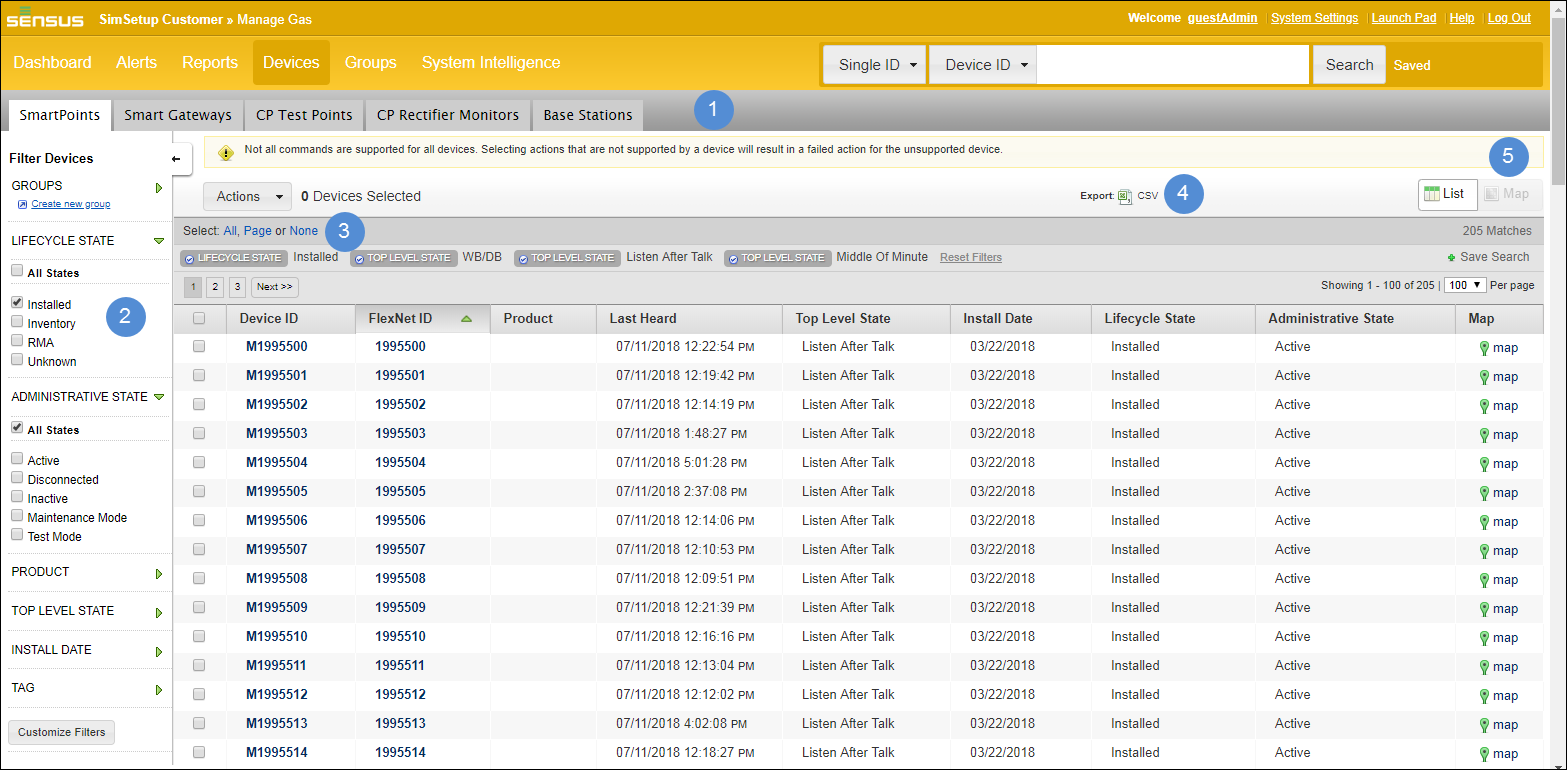 sensus SimSetup Customer » Manage Gas Welcome guestAdmin | System Settings | Launch Pad | Help | Log Out
Dashboard Alerts Reports Devices Groups System Intelligence Single ID Device ID Search Saved
SmartPoints Smart Gateways CP Test Points CP Rectifier Monitors Base Stations 1
Filter Devices
GROUPS
Create new group
LIFECYCLE STATE
All States
Installed
Inventory
RMA
Unknown
2
ADMINISTRATIVE STATE
All States
Active
Disconnected
Inactive
Maintenance Mode
Test Mode
PRODUCT
TOP LEVEL STATE
INSTALL DATE
TAG
Customize Filters
Not all commands are supported for all devices. Selecting actions that are not supported by a device will result in a failed action for the unsupported device.
5
Actions 0 Devices Selected Export: CSV 4 List Map
Select: All, Page or None 3 205 Matches
LIFECYCLE STATE Installed TOP LEVEL STATE WB/DB TOP LEVEL STATE Listen After Talk TOP LEVEL STATE Middle Of Minute Reset Filters Save Search
1 2 3 Next >> Showing 1 - 100 of 205 | 100 Per page
Device ID FlexNet ID Product Last Heard Top Level State Install Date Lifecycle State Administrative State Map
M1995500 1995500 07/11/2018 12:22:54 PM Listen After Talk 03/22/2018 Installed Active map
M1995501 1995501 07/11/2018 12:19:42 PM Listen After Talk 03/22/2018 Installed Active map
M1995502 1995502 07/11/2018 12:14:19 PM Listen After Talk 03/22/2018 Installed Active map
M1995503 1995503 07/11/2018 1:48:27 PM Listen After Talk 03/22/2018 Installed Active map
M1995504 1995504 07/11/2018 5:01:28 PM Listen After Talk 03/22/2018 Installed Active map
M1995505 1995505 07/11/2018 2:37:08 PM Listen After Talk 03/22/2018 Installed Active map
M1995506 1995506 07/11/2018 12:14:06 PM Listen After Talk 03/22/2018 Installed Active map
M1995507 1995507 07/11/2018 12:10:53 PM Listen After Talk 03/22/2018 Installed Active map
M1995508 1995508 07/11/2018 12:09:51 PM Listen After Talk 03/22/2018 Installed Active map
M1995509 1995509 07/11/2018 12:21:39 PM Listen After Talk 03/22/2018 Installed Active map
M1995510 1995510 07/11/2018 12:16:16 PM Listen After Talk 03/22/2018 Installed Active map
M1995511 1995511 07/11/2018 12:13:04 PM Listen After Talk 03/22/2018 Installed Active map
M1995512 1995512 07/11/2018 12:12:02 PM Listen After Talk 03/22/2018 Installed Active map
M1995513 1995513 07/11/2018 4:02:08 PM Listen After Talk 03/22/2018 Installed Active map
M1995514 1995514 07/11/2018 12:18:27 PM Listen After Talk 03/22/2018 Installed Active map